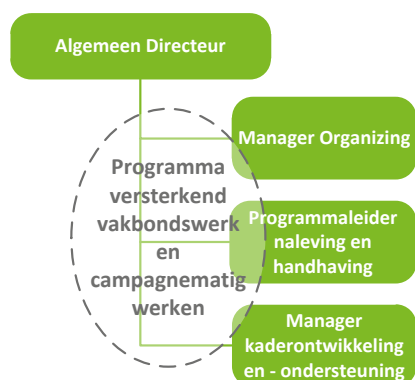 Algemeen Directeur
Manager Organizing
Programma
versterkend
vakbondswerk
en
campagnematig
werken
Programmaleider
naleving en
handhaving
Manager
kaderontwikkeling
en - ondersteuning